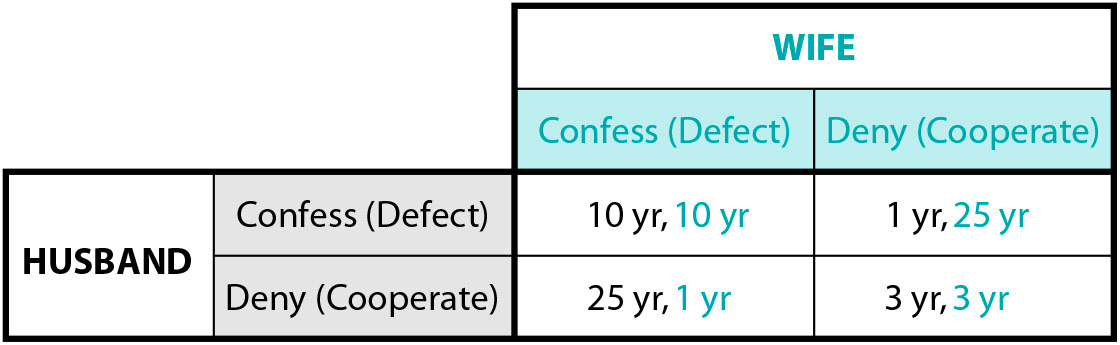 WIFE
Confess (Defect) Deny (Cooperate)
HUSBAND
Confess (Defect) 10 yr, 10 yr 1 yr, 25 yr
Deny (Cooperate) 25 yr, 1 yr 3 yr, 3 yr